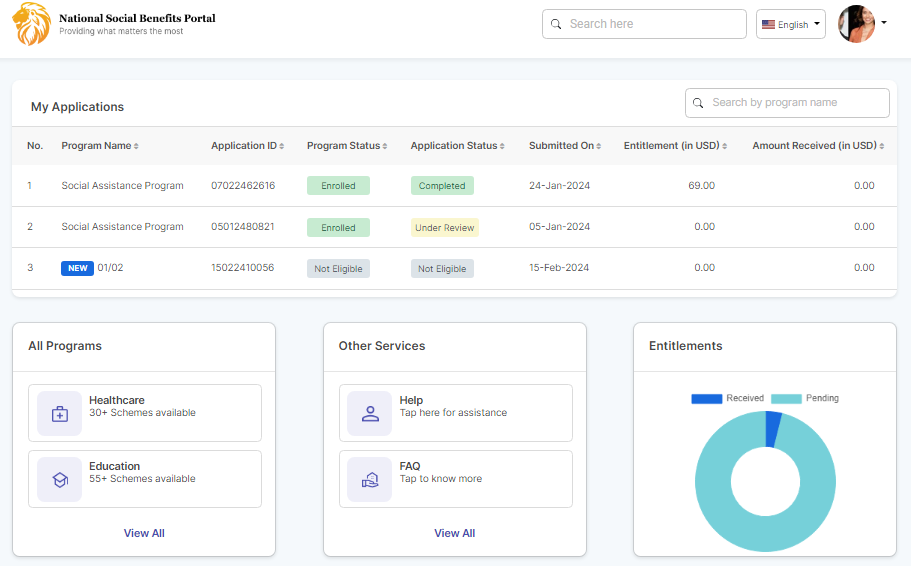 National Social Benefits Portal
Providing what matters the most
Search here
English
My Applications
Search by program name
No. Program Name Application ID Program Status Application Status Submitted On Entitlement (in USD) Amount Received (in USD)
1 Social Assistance Program 07022462616 Enrolled Completed 24-Jan-2024 69.00 0.00
2 Social Assistance Program 05012480821 Enrolled Under Review 05-Jan-2024 0.00 0.00
3 NEW 01/02 15022410056 Not Eligible Not Eligible 15-Feb-2024 0.00 0.00
All Programs
Healthcare
30+ Schemes available
Education
55+ Schemes available
View All
Other Services
Help
Tap here for assistance
FAQ
Tap to know more
View All
Entitlements
Received Pending